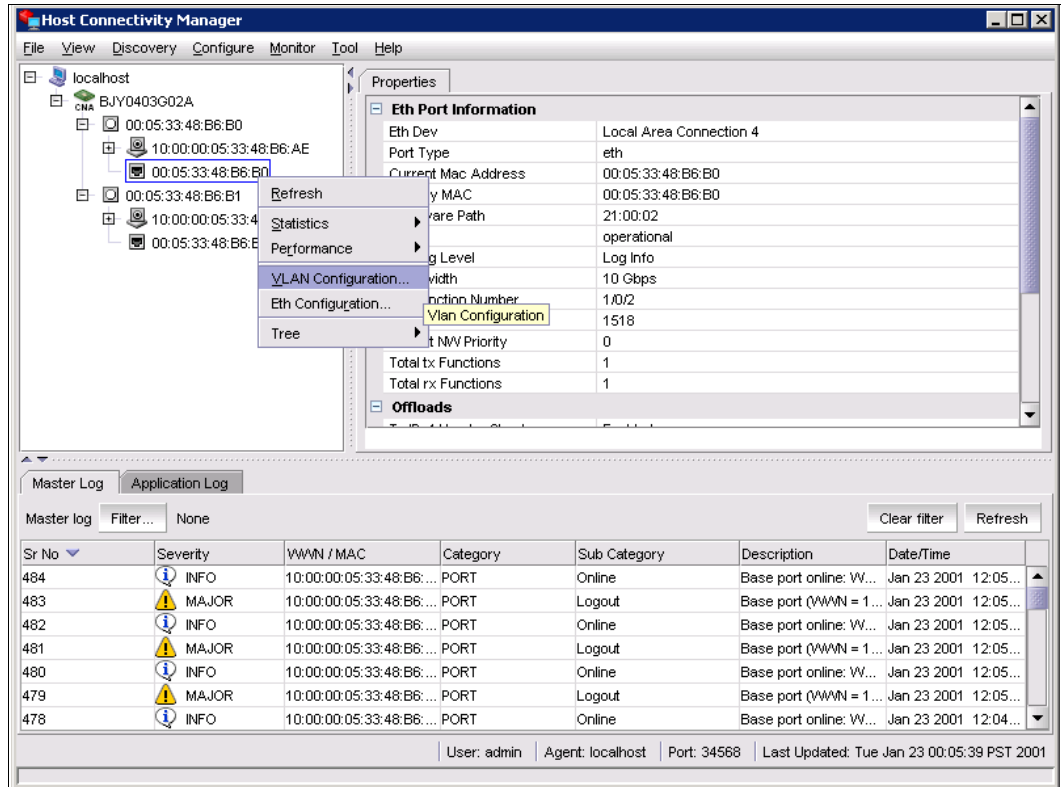 Host Connectivity Manager
File View Discovery Configure Monitor Tool Help
localhost
CNA BJY0403G02A
00:05:33:48:B6:B0
10:00:00:05:33:48:B6:AE
00:05:33:48:B6:B0
00:05:33:48:B6:B1
10:00:00:05:33:4
00:05:33:48:B6:
Refresh
Statistics
Performance
VLAN Configuration...
Eth Configuration...
Tree
Vlan Configuration
Properties
Eth Port Information
Eth Dev Local Area Connection 4
Port Type eth
Current Mac Address 00:05:33:48:B6:B0
y MAC 00:05:33:48:B6:B0
vare Path 21:00:02
operational
g Level Log Info
vidth 10 Gbps
nction Number 1/0/2
1518
t NW Priority 0
Total tx Functions 1
Total rx Functions 1
Offloads
Master Log Application Log
Master log Filter... None Clear filter Refresh
Sr No Severity WWN / MAC Category Sub Category Description Date/Time
484 INFO 10:00:00:05:33:48:B6:... PORT Online Base port online: W... Jan 23 2001 12:05...
483 MAJOR 10:00:00:05:33:48:B6:... PORT Logout Base port (WWN = 1... Jan 23 2001 12:05...
482 INFO 10:00:00:05:33:48:B6:... PORT Online Base port online: W... Jan 23 2001 12:05...
481 MAJOR 10:00:00:05:33:48:B6:... PORT Logout Base port (WWN = 1... Jan 23 2001 12:05...
480 INFO 10:00:00:05:33:48:B6:... PORT Online Base port online: W... Jan 23 2001 12:05...
479 MAJOR 10:00:00:05:33:48:B6:... PORT Logout Base port (WWN = 1... Jan 23 2001 12:05...
478 INFO 10:00:00:05:33:48:B6:... PORT Online Base port online: W... Jan 23 2001 12:04...
User: admin Agent: localhost Port: 34568 Last Updated: Tue Jan 23 00:05:39 PST 2001